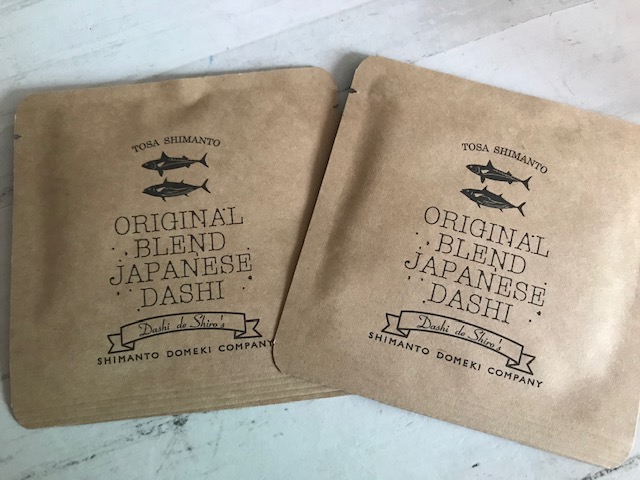 TOSA SHIMANTO
ORIGINAL
BLEND
JAPANESE
DASHI
Dashi de Shiro's
SHIMANTO DOMEKI COMPANY
TOSA SHIMANTO
ORIGINAL
BLEND
JAPANESE
DASHI
Dashi de Shiro's
SHIMANTO DOMEKI COMPANY